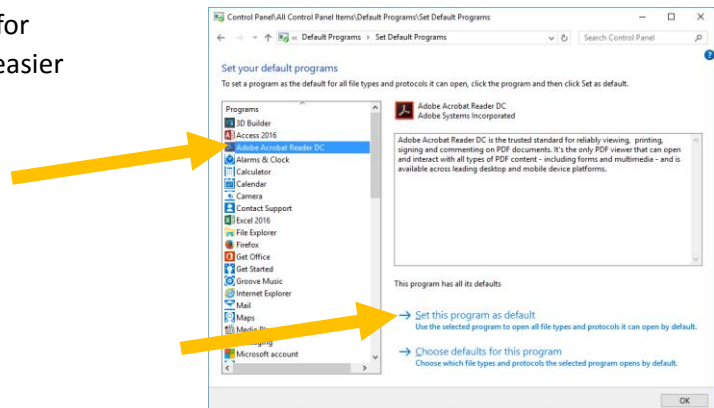 for
easier
Control Panel\All Control Panel Items\Default Programs\Set Default Programs
« Default Programs > Set Default Programs
Search Control Panel
Set your default programs
To set a program as the default for all file types and protocols it can open, click the program and then click Set as default.
Programs
3D Builder
Access 2016
Adobe Acrobat Reader DC
Alarms & Clock
Calculator
Calendar
Camera
Contact Support
Excel 2016
File Explorer
Firefox
Get Office
Get Started
Groove Music
Internet Explorer
Mail
Maps
Media
Microsoft account
Adobe Acrobat Reader DC
Adobe Systems Incorporated
Adobe Acrobat Reader DC is the trusted standard for reliably viewing, printing,
signing and commenting on PDF documents. It's the only PDF viewer that can open
and interact with all types of PDF content - including forms and multimedia - and is
available across leading desktop and mobile device platforms.
This program has all its defaults
→ Set this program as default
Use the selected program to open all file types and protocols it can open by default.
→ Choose defaults for this program
Choose which file types and protocols the selected program opens by default.
OK